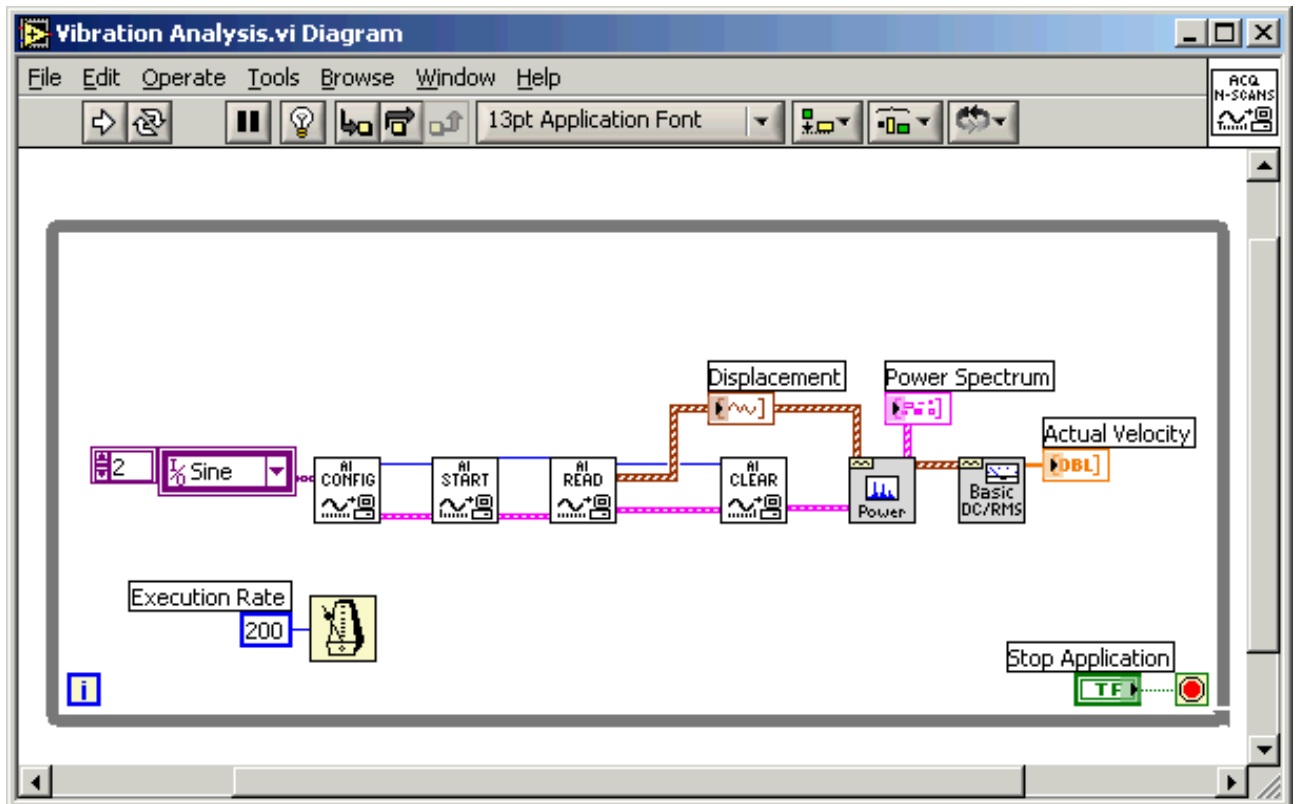 Vibration Analysis.vi Diagram
File Edit Operate Tools Browse Window Help
ACQ
N-SCANS
13pt Application Font
Displacement
Power Spectrum
Actual Velocity
DBL
2
I/O Sine
AI
CONFIG
AI
START
AI
READ
AI
CLEAR
Power
Basic
DC/RMS
Execution Rate
200
Stop Application
TF
i